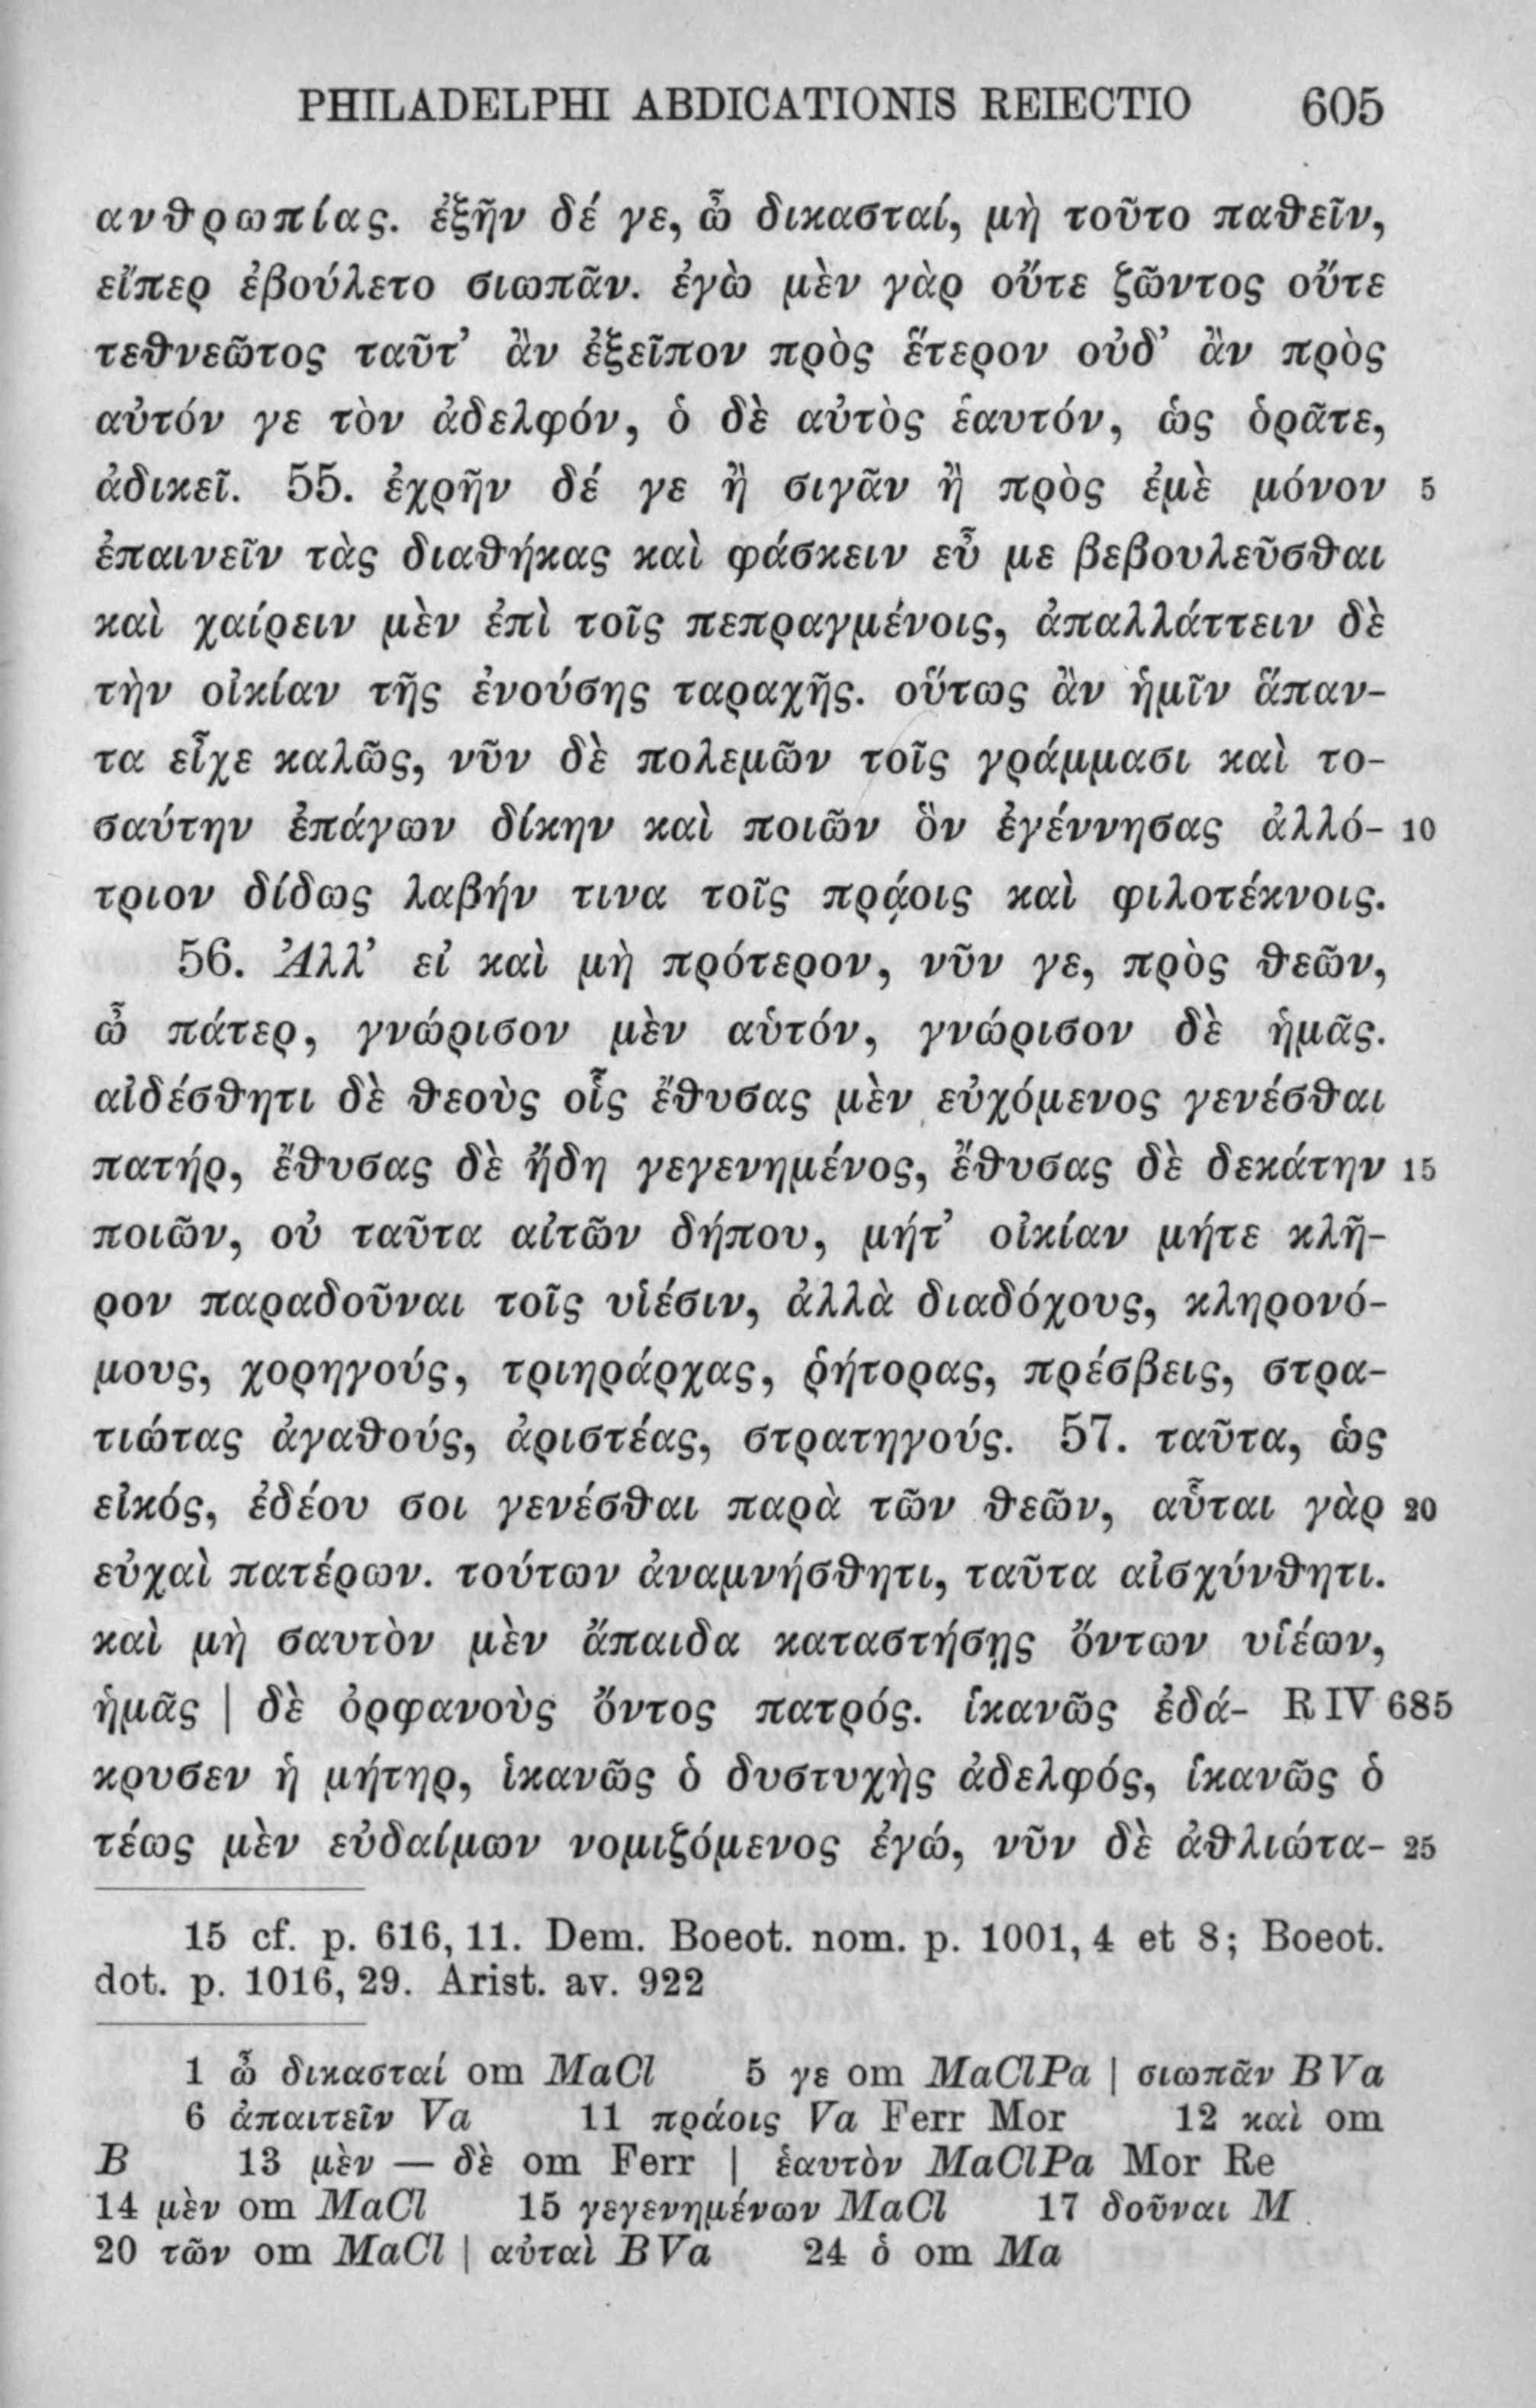 PHILADELPHI ABDICATIONIS REIECTIO 605
ανθρωπίας. ἐξῆν δέ γε, ὦ δικασταί, μὴ τοῦτο παθεῖν,
εἴπερ ἐβούλετο σιωπᾶν. ἐγὼ μὲν γὰρ οὔτε ζῶντος οὔτε
τεθνεῶτος ταῦτ’ ἂν ἐξεῖπον πρὸς ἕτερον οὐδ’ ἂν πρὸς
αὐτόν γε τὸν ἀδελφόν, ὁ δὲ αὐτὸς ἑαυτόν, ὡς ὁρᾶτε,
ἀδικεῖ. 55. ἐχρῆν δέ γε ἢ σιγᾶν ἢ πρὸς ἐμὲ μόνον 5
ἐπαινεῖν τὰς διαθήκας καὶ φάσκειν εὖ με βεβουλεῦσθαι
καὶ χαίρειν μὲν ἐπὶ τοῖς πεπραγμένοις, ἀπαλλάττειν δὲ
τὴν οἰκίαν τῆς ἐνούσης ταραχῆς. οὕτως ἂν ἡμῖν ἅπαν-
τα εἶχε καλῶς, νῦν δὲ πολεμῶν τοῖς γράμμασι καὶ το-
σαύτην ἐπάγων δίκην καὶ ποιῶν ὃν ἐγέννησας ἀλλό- 10
τριον δίδως λαβήν τινα τοῖς πρᾴοις καὶ φιλοτέκνοις.
56. Ἀλλ’ εἰ καὶ μὴ πρότερον, νῦν γε, πρὸς θεῶν,
ὦ πάτερ, γνώρισον μὲν αὑτόν, γνώρισον δὲ ἡμᾶς.
αἰδέσθητι δὲ θεοὺς οἷς ἔθυσας μὲν εὐχόμενος γενέσθαι
πατήρ, ἔθυσας δὲ ἤδη γεγενημένος, ἔθυσας δὲ δεκάτην 15
ποιῶν, οὐ ταῦτα αἰτῶν δήπου, μήτ’ οἰκίαν μήτε κλῆ-
ρον παραδοῦναι τοῖς υἱέσιν, ἀλλὰ διαδόχους, κληρονό-
μους, χορηγούς, τριηράρχας, ῥήτορας, πρέσβεις, στρα-
τιώτας ἀγαθούς, ἀριστέας, στρατηγούς. 57. ταῦτα, ὡς
εἰκός, ἐδέου σοι γενέσθαι παρὰ τῶν θεῶν, αὗται γὰρ 20
εὐχαὶ πατέρων. τούτων ἀναμνήσθητι, ταῦτα αἰσχύνθητι.
καὶ μὴ σαυτὸν μὲν ἄπαιδα καταστήσῃς ὄντων υἱέων,
ἡμᾶς | δὲ ὀρφανοὺς ὄντος πατρός. ἱκανῶς ἐδά- R IV 685
κρυσεν ἡ μήτηρ, ἱκανῶς ὁ δυστυχὴς ἀδελφός, ἱκανῶς ὁ
τέως μὲν εὐδαίμων νομιζόμενος ἐγώ, νῦν δὲ ἀθλιώτα- 25
15 cf. p. 616, 11. Dem. Boeot. nom. p. 1001, 4 et 8; Boeot.
dot. p. 1016, 29. Arist. av. 922
1 ὦ δικασταί om MaCl 5 γε om MaClPa | σιωπᾶν BVa
6 ἀπαιτεῖν Va 11 πράοις Va Ferr Mor 12 καὶ om
B 13 μὲν — δὲ om Ferr | ἑαυτὸν MaClPa Mor Re
14 μὲν om MaCl 15 γεγενημένων MaCl 17 δοῦναι M
20 τῶν om MaCl | αὐταὶ BVa 24 ὁ om Ma